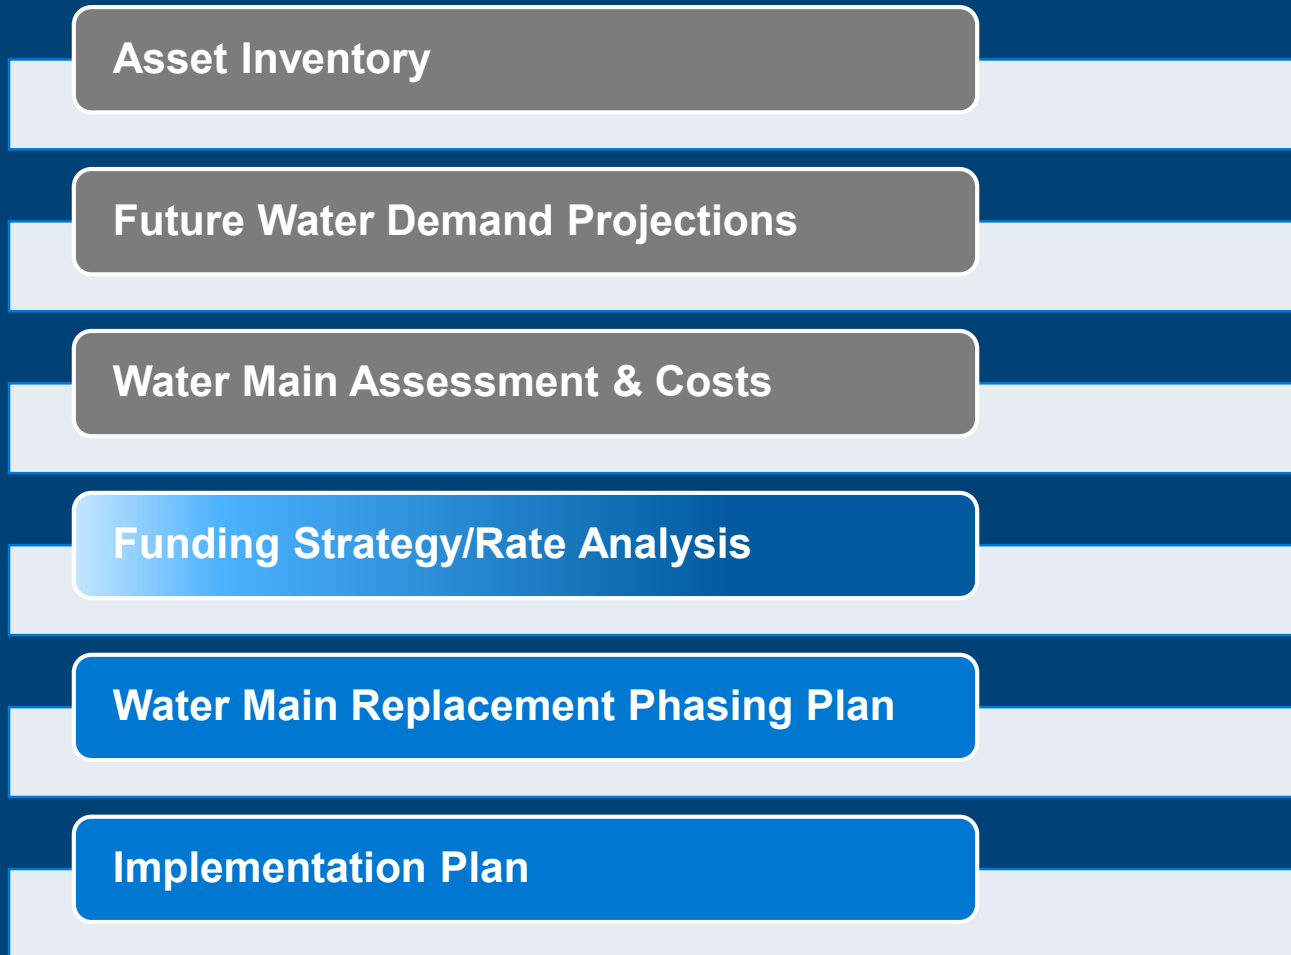 Asset Inventory
Future Water Demand Projections
Water Main Assessment & Costs
Funding Strategy/Rate Analysis
Water Main Replacement Phasing Plan
Implementation Plan